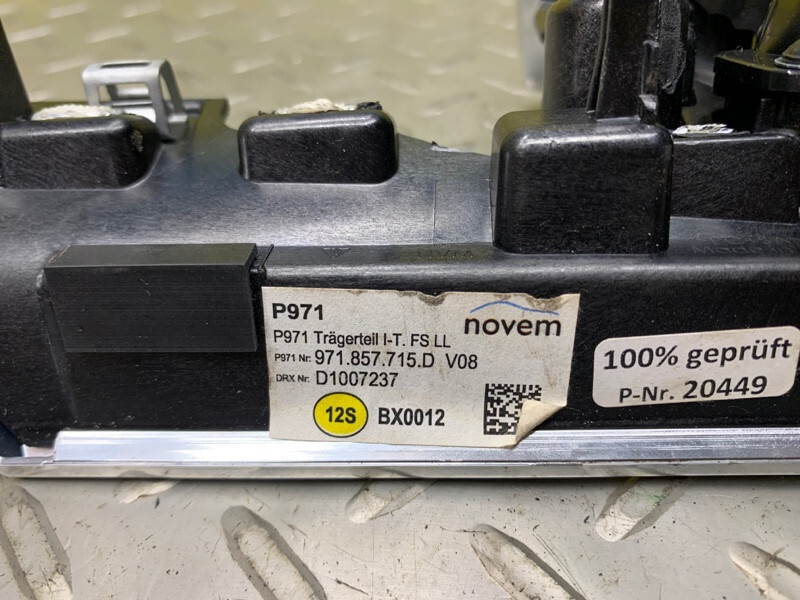 P971
novem
P971 Trägerteil I-T. FS LL
P971 Nr: 971.857.715.D V08
DRX Nr: D1007237
12S BX0012
100% geprüft
P-Nr. 20449